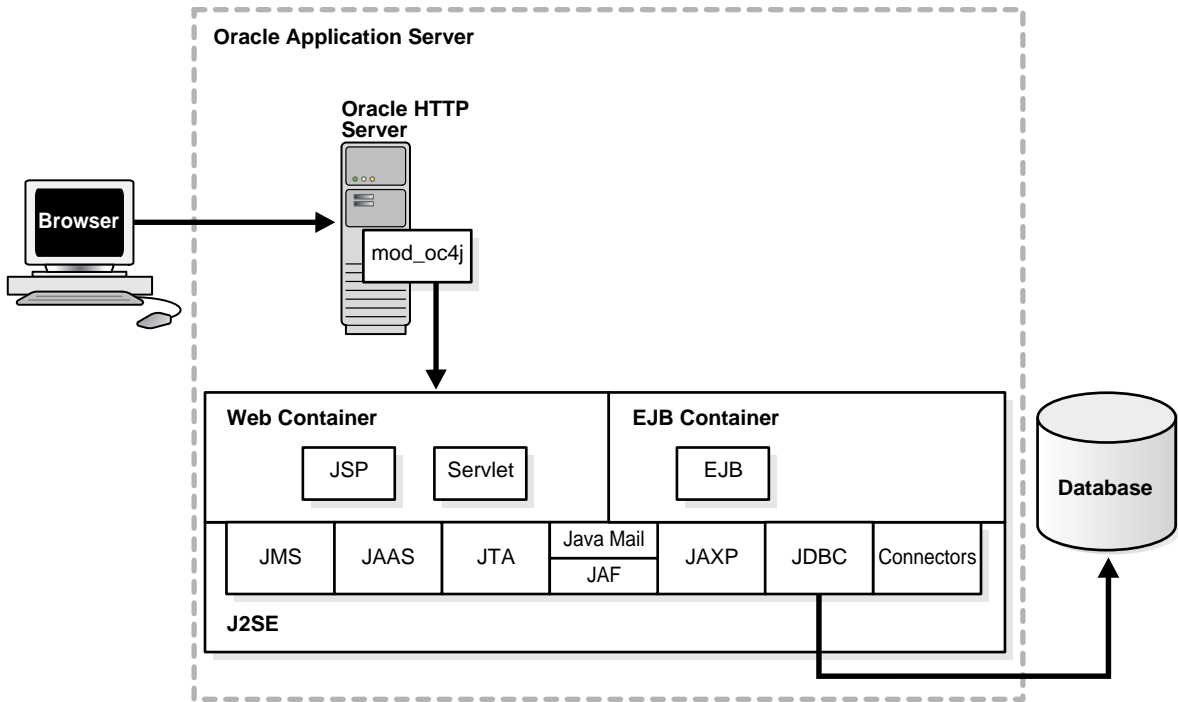 Oracle Application Server
Oracle HTTP
Server
Browser
mod_oc4j
Web Container
EJB Container
JSP
Servlet
EJB
Database
JMS
JAAS
JTA
Java Mail
JAF
JAXP
JDBC
Connectors
J2SE